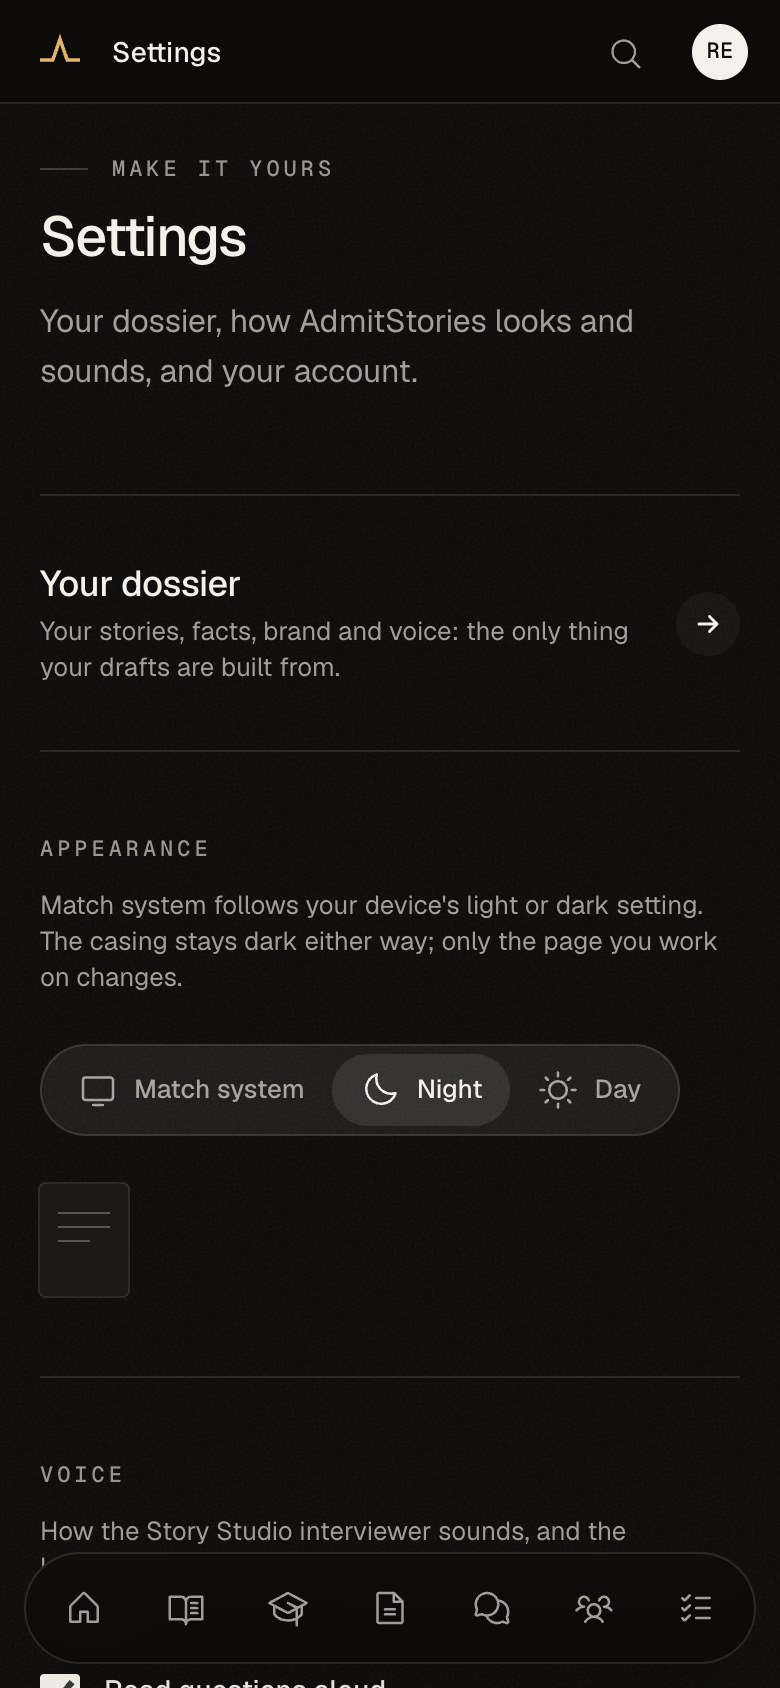 Settings
RE
MAKE IT YOURS
Settings
Your dossier, how AdmitStories looks and
sounds, and your account.
Your dossier
Your stories, facts, brand and voice: the only thing
your drafts are built from.
APPEARANCE
Match system follows your device's light or dark setting.
The casing stays dark either way; only the page you work
on changes.
Match system
Night
Day
VOICE
How the Story Studio interviewer sounds, and the
Read questions aloud